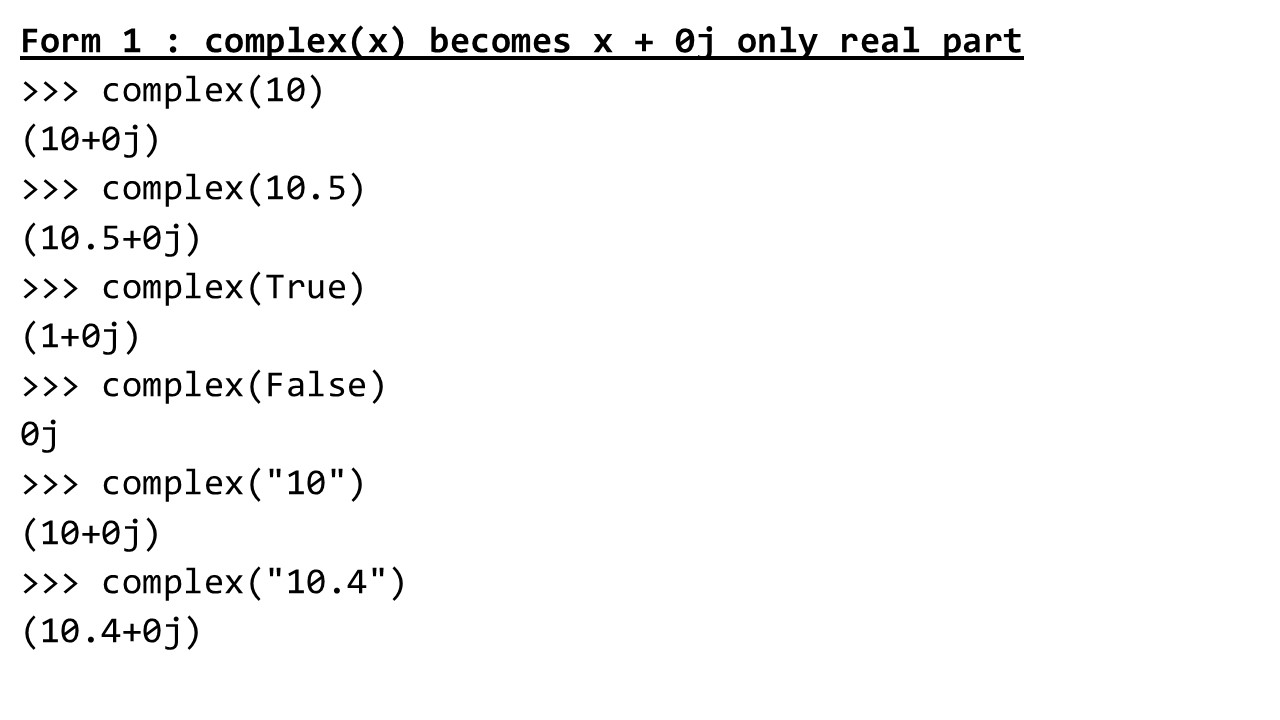 Form 1 : complex(x) becomes x + 0j only real part
>>> complex(10)
(10+0j)
>>> complex(10.5)
(10.5+0j)
>>> complex(True)
(1+0j)
>>> complex(False)
0j
>>> complex("10")
(10+0j)
>>> complex("10.4")
(10.4+0j)